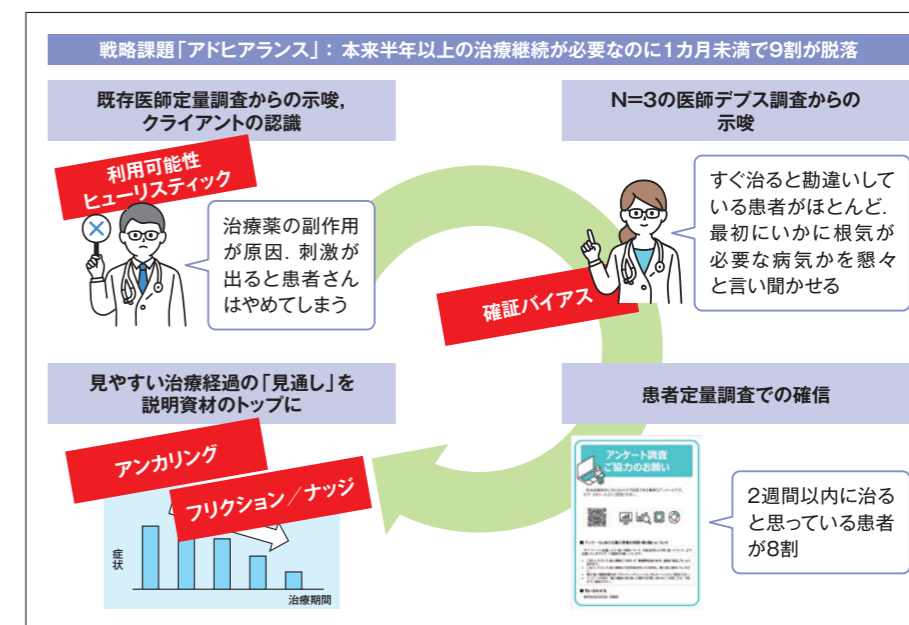 戦略課題「アドヒアランス」：本来半年以上の治療継続が必要なのに1カ月未満で9割が脱落
既存医師定量調査からの示唆，
クライアントの認識
利用可能性
ヒューリスティック
治療薬の副作用
が原因．刺激が
出ると患者さん
はやめてしまう
N=3の医師デプス調査からの
示唆
すぐ治ると勘違いして
いる患者がほとんど．
最初にいかに根気が
必要な病気かを懇々
と言い聞かせる
確証バイアス
見やすい治療経過の「見通し」を
説明資材のトップに
アンカリング
フリクション／ナッジ
症状
治療期間
患者定量調査での確信
アンケート調査
ご協力のお願い
2週間以内に治る
と思っている患者
が8割